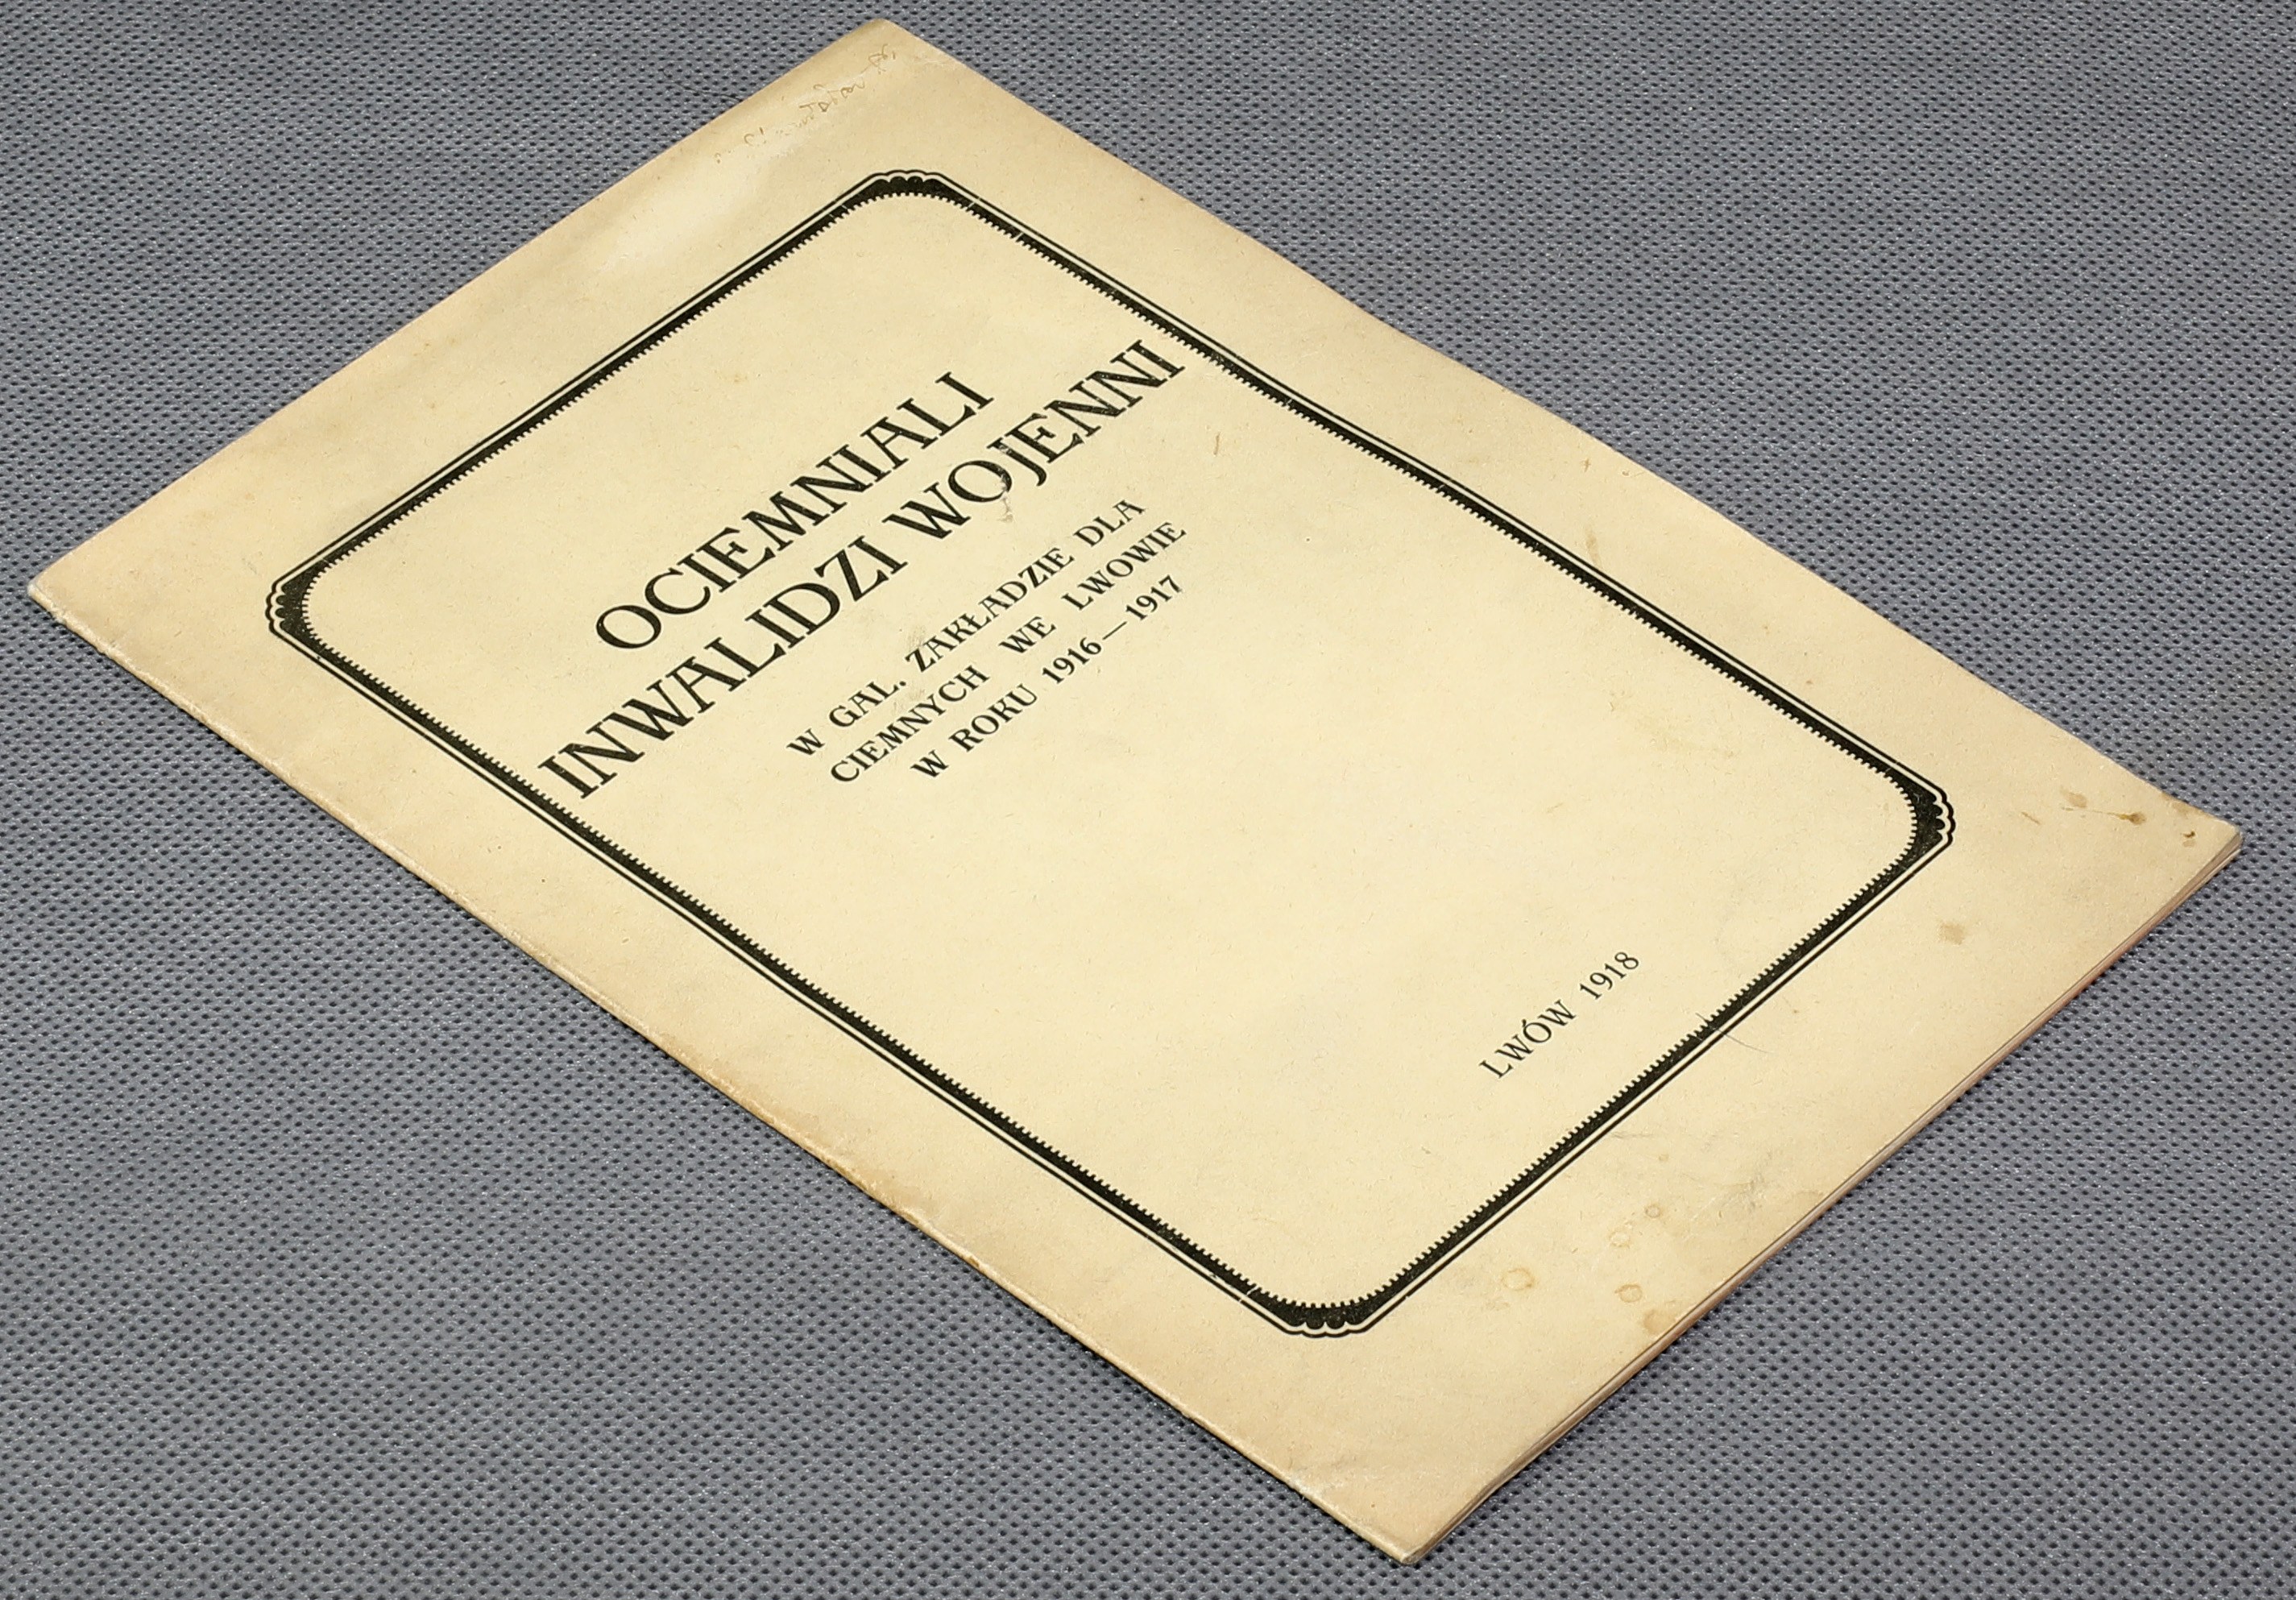 OCIEMNIALI
INWALIDZI WOJENNI
W GAL. ZAKŁADZIE DLA
CIEMNYCH WE LWOWIE
W ROKU 1916—1917
LWÓW 1918